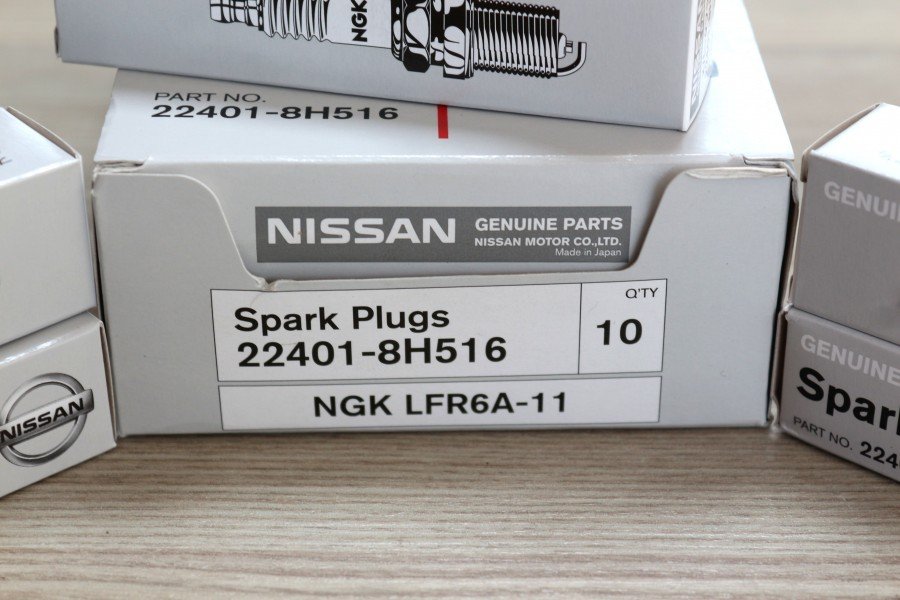 NGK
PART NO.
22401-8H516
NISSAN
GENUINE PARTS
NISSAN MOTOR CO.,LTD.
Made in Japan
Spark Plugs
22401-8H516
Q'TY
10
NGK LFR6A-11
NISSAN
GENUINE
Spark
PART NO. 224